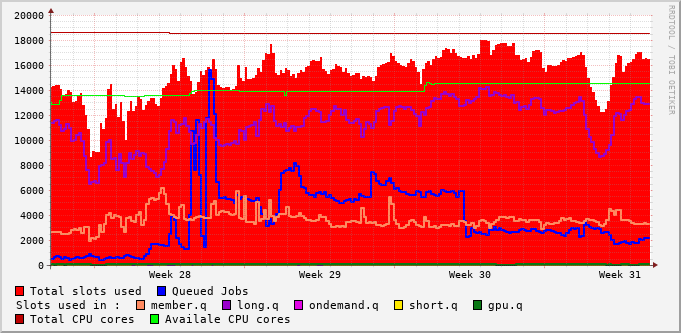 20000
18000
16000
14000
12000
10000
8000
6000
4000
2000
0
Week 28 Week 29 Week 30 Week 31
Total slots used Queued Jobs
Slots used in : member.q long.q ondemand.q short.q gpu.q
Total CPU cores Availale CPU cores
RRDTOOL / TOBI OETIKER